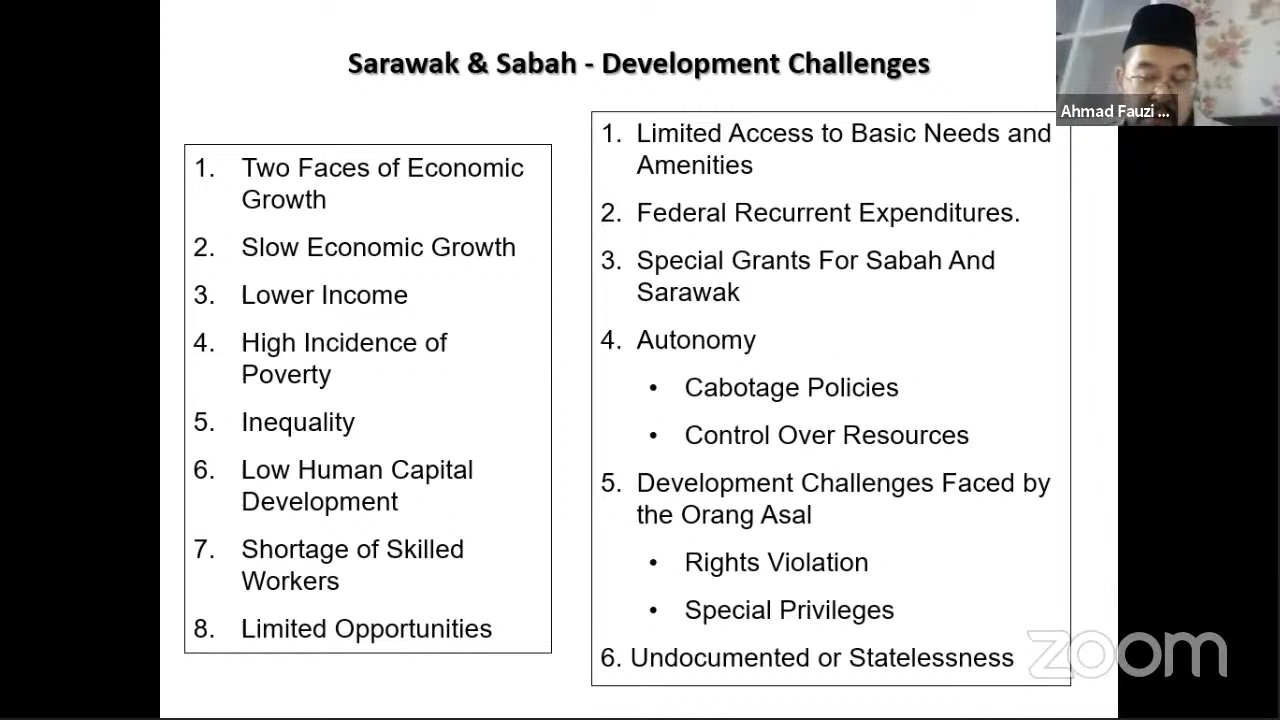 Sarawak & Sabah - Development Challenges
1. Two Faces of Economic
Growth
2. Slow Economic Growth
3. Lower Income
4. High Incidence of
Poverty
5. Inequality
6. Low Human Capital
Development
7. Shortage of Skilled
Workers
8. Limited Opportunities
1. Limited Access to Basic Needs and
Amenities
2. Federal Recurrent Expenditures.
3. Special Grants For Sabah And
Sarawak
4. Autonomy
• Cabotage Policies
• Control Over Resources
5. Development Challenges Faced by
the Orang Asal
• Rights Violation
• Special Privileges
6. Undocumented or Statelessness
Ahmad Fauzi ...
zoom